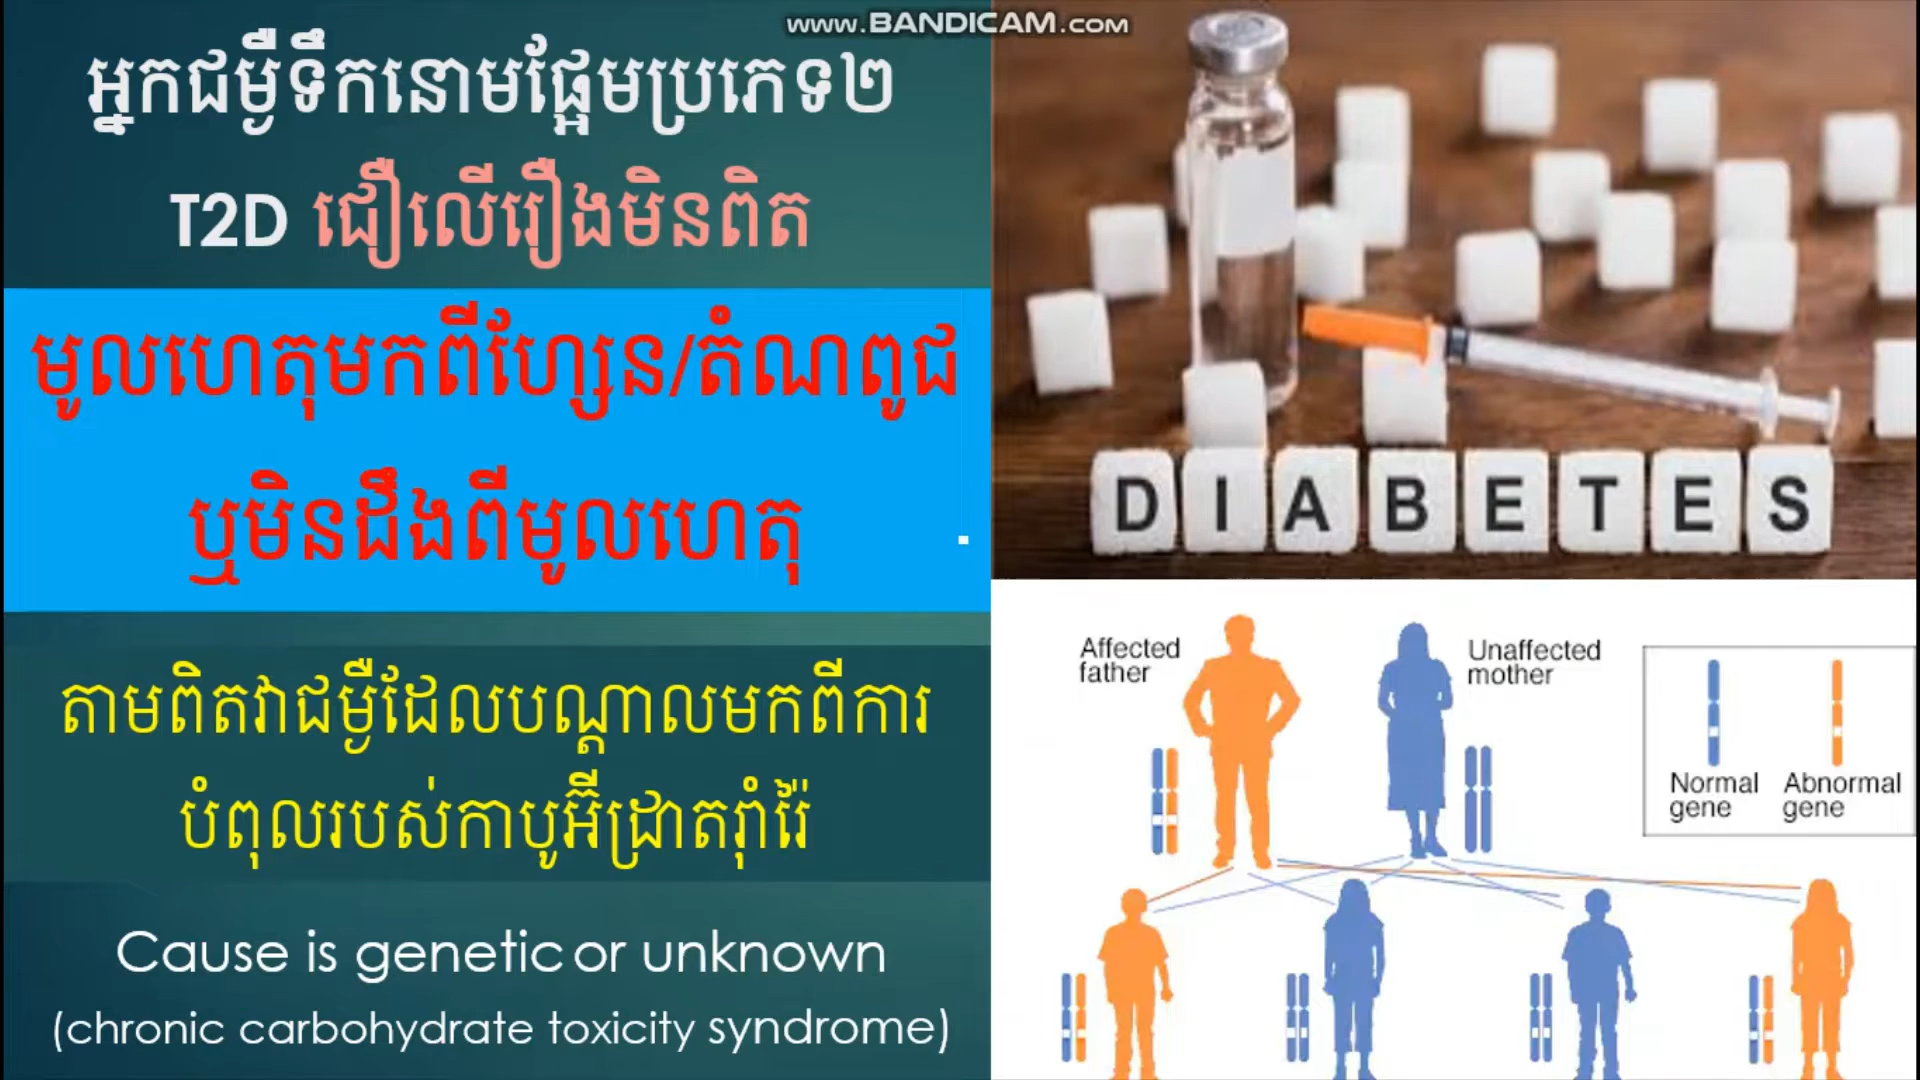 www.BANDICAM.com
អ្នកជម្ងឺទឹកនោមផ្អែមប្រភេទ២
T2D ជឿលើរឿងមិនពិត
មូលហេតុមកពីហ្សែន/តំណពូជ
ឬមិនដឹងពីមូលហេតុ
តាមពិតវាជម្ងឺដែលបណ្តាលមកពីការ
បំពុលរបស់កាបូអ៊ីដ្រាតរ៉ាំរ៉ៃ
Cause is genetic or unknown
(chronic carbohydrate toxicity syndrome)
DIABETES
Affected
father
Unaffected
mother
Normal
gene
Abnormal
gene